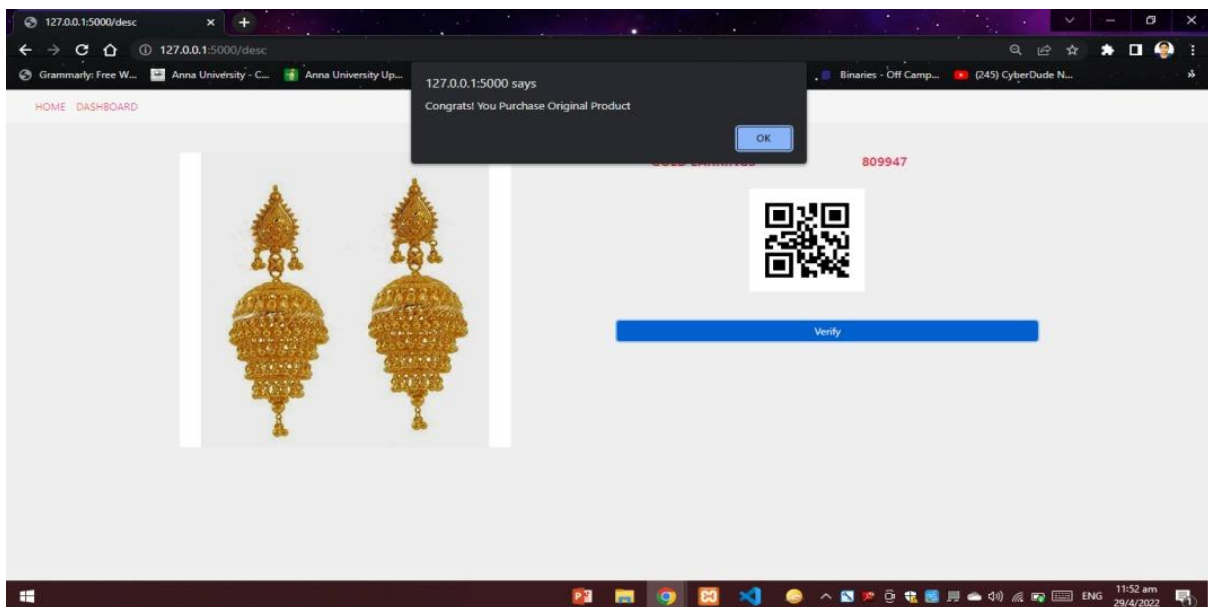 127.0.0.1:5000/desc
127.0.0.1:5000/desc
Grammarly: Free W... Anna University - C... Anna University Up... Binaries - Off Camp... (245) CyberDude N...
127.0.0.1:5000 says
Congrats! You Purchase Original Product
OK
HOME DASHBOARD
GOLD EARRINGS 809947
Verify
ENG 11:52 am
29/4/2022